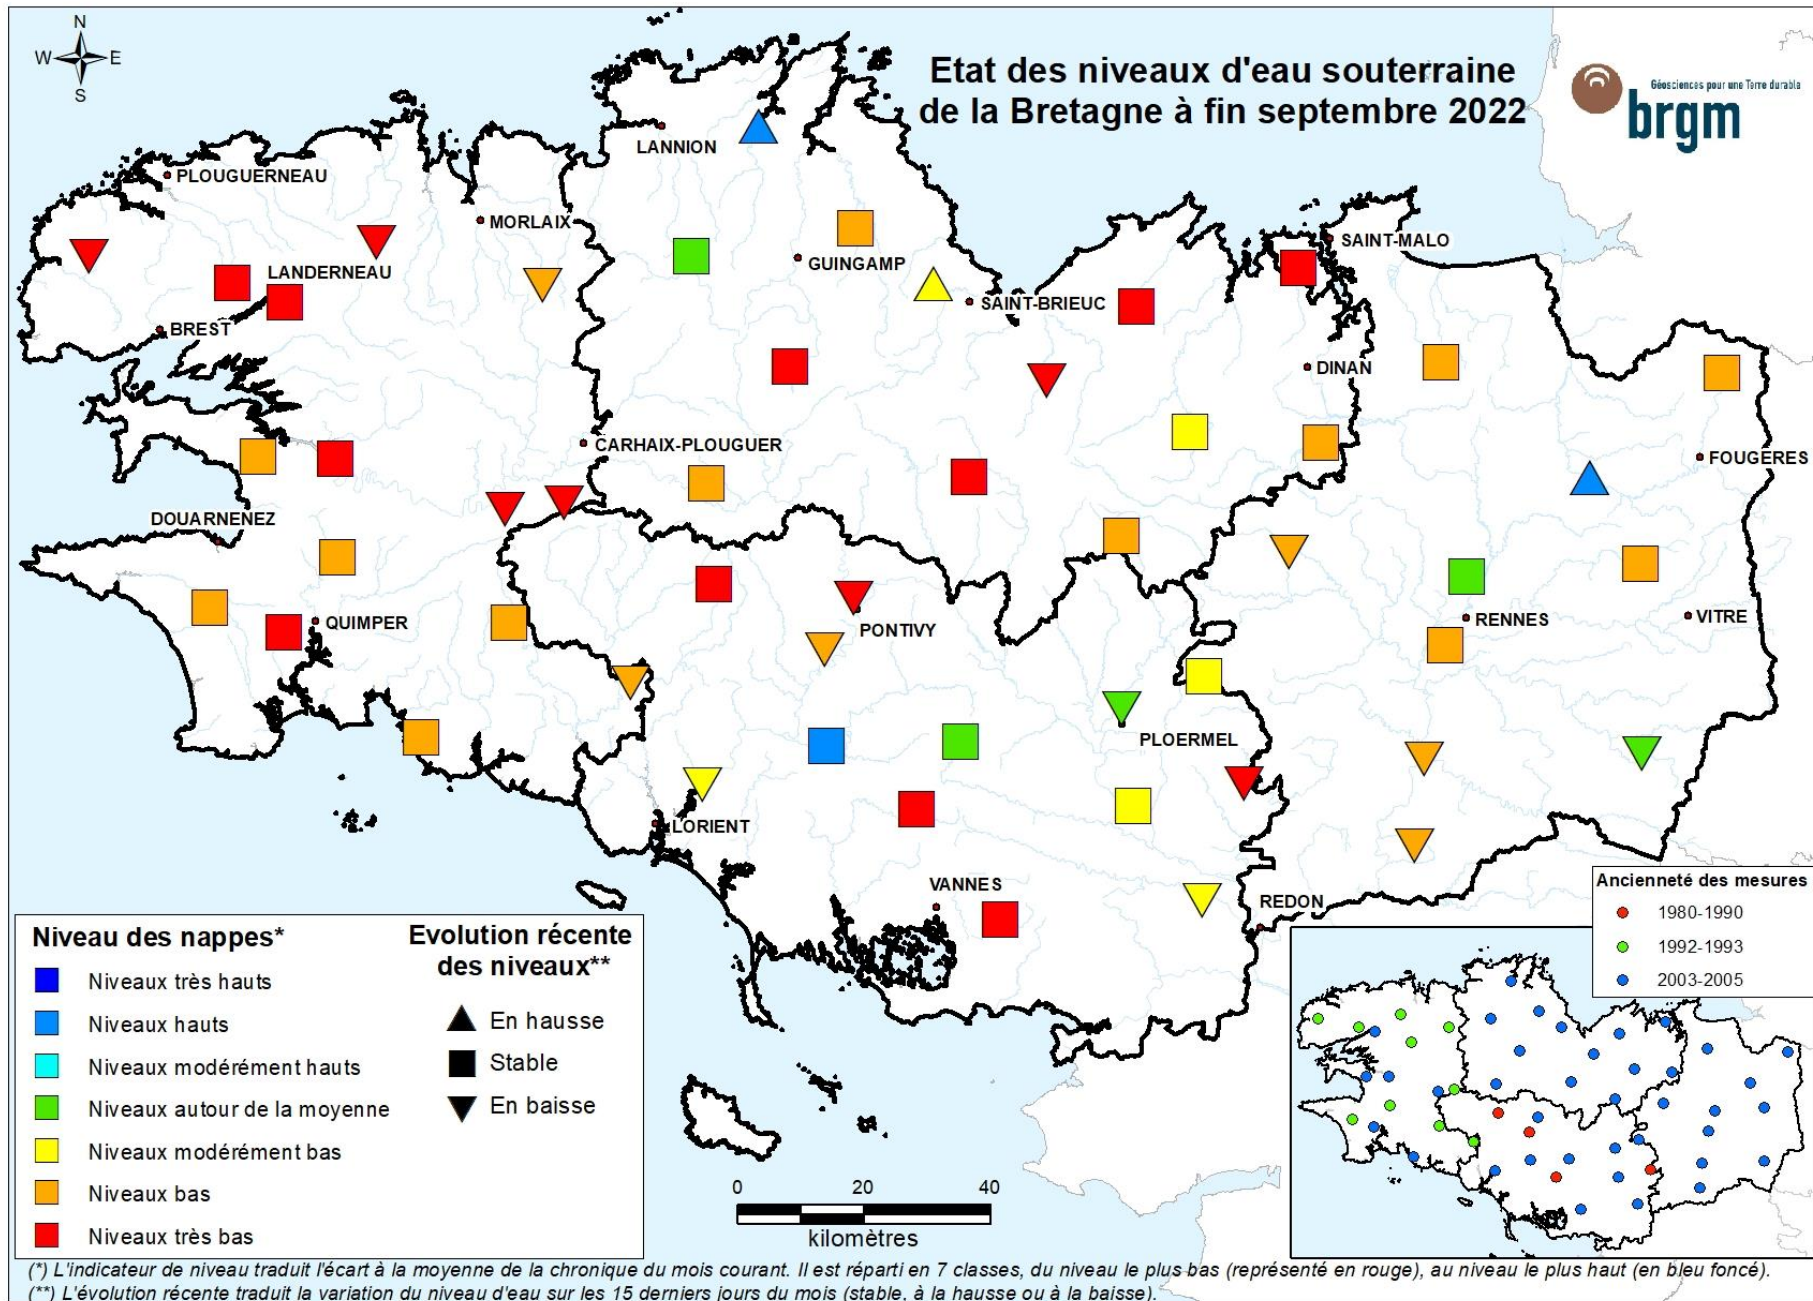 N
W E
S
Etat des niveaux d'eau souterraine
de la Bretagne à fin septembre 2022
Géosciences pour une Terre durable
brgm
LANNION
PLOUGUERNEAU
MORLAIX
SAINT-MALO
GUINGAMP
LANDERNEAU
SAINT-BRIEUC
BREST
DINAN
CARHAIX-PLOUGUER
FOUGERES
DOUARNENEZ
QUIMPER
PONTIVY
RENNES
VITRE
PLOERMEL
LORIENT
VANNES
REDON
Niveau des nappes*
Niveaux très hauts
Niveaux hauts
Niveaux modérément hauts
Niveaux autour de la moyenne
Niveaux modérément bas
Niveaux bas
Niveaux très bas
Evolution récente
des niveaux**
En hausse
Stable
En baisse
0 20 40
kilomètres
Ancienneté des mesures
1980-1990
1992-1993
2003-2005
(*) L'indicateur de niveau traduit l'écart à la moyenne de la chronique du mois courant. Il est réparti en 7 classes, du niveau le plus bas (représenté en rouge), au niveau le plus haut (en bleu foncé).
(**) L'évolution récente traduit la variation du niveau d'eau sur les 15 derniers jours du mois (stable, à la hausse ou à la baisse).